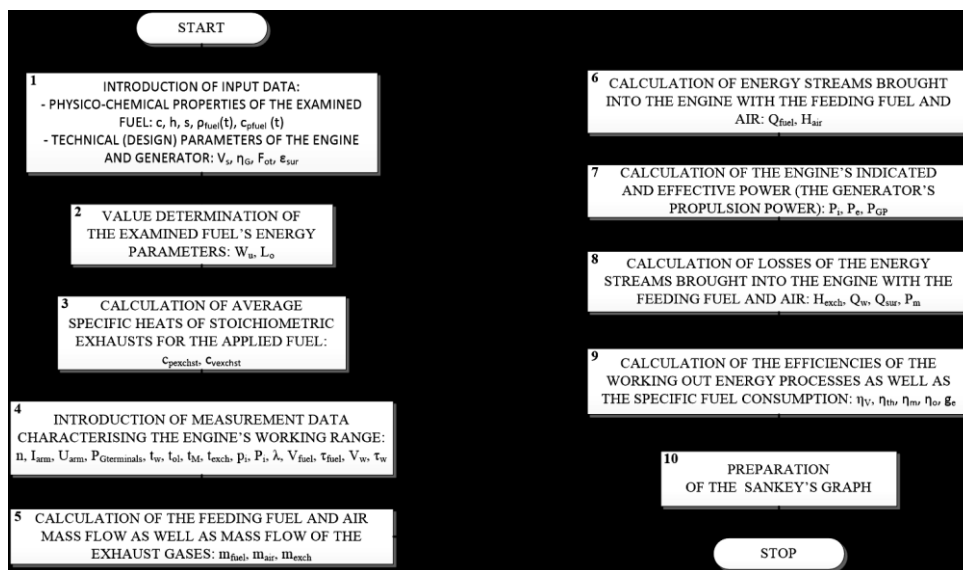 START
1
INTRODUCTION OF INPUT DATA:
- PHYSICO-CHEMICAL PROPERTIES OF THE EXAMINED
FUEL: c, h, s, ρfuel(t), cpfuel (t)
- TECHNICAL (DESIGN) PARAMETERS OF THE ENGINE
AND GENERATOR: Vs, ηG, Fot, εsur
2
VALUE DETERMINATION OF
THE EXAMINED FUEL'S ENERGY
PARAMETERS: Wu, Lo
3
CALCULATION OF AVERAGE
SPECIFIC HEATS OF STOICHIOMETRIC
EXHAUSTS FOR THE APPLIED FUEL:
cpexchst, cvexchst
4
INTRODUCTION OF MEASUREMENT DATA
CHARACTERISING THE ENGINE'S WORKING RANGE:
n, Iarm, Uarm, PGterminals, tw, tol, tM, texch, pi, Pi, λ, Vfuel, τfuel, Vw, τw
5
CALCULATION OF THE FEEDING FUEL AND AIR
MASS FLOW AS WELL AS MASS FLOW OF THE
EXHAUST GASES: mfuel, mair, mexch
6
CALCULATION OF ENERGY STREAMS BROUGHT
INTO THE ENGINE WITH THE FEEDING FUEL AND
AIR: Qfuel, Hair
7
CALCULATION OF THE ENGINE'S INDICATED
AND EFFECTIVE POWER (THE GENERATOR'S
PROPULSION POWER): Pi, Pe, PGP
8
CALCULATION OF LOSSES OF THE ENERGY
STREAMS BROUGHT INTO THE ENGINE WITH THE
FEEDING FUEL AND AIR: Hexch, Qw, Qsur, Pm
9
CALCULATION OF THE EFFICIENCIES OF THE
WORKING OUT ENERGY PROCESSES AS WELL AS
THE SPECIFIC FUEL CONSUMPTION: ηV, ηth, ηm, ηo, ge
10
PREPARATION
OF THE SANKEY'S GRAPH
STOP